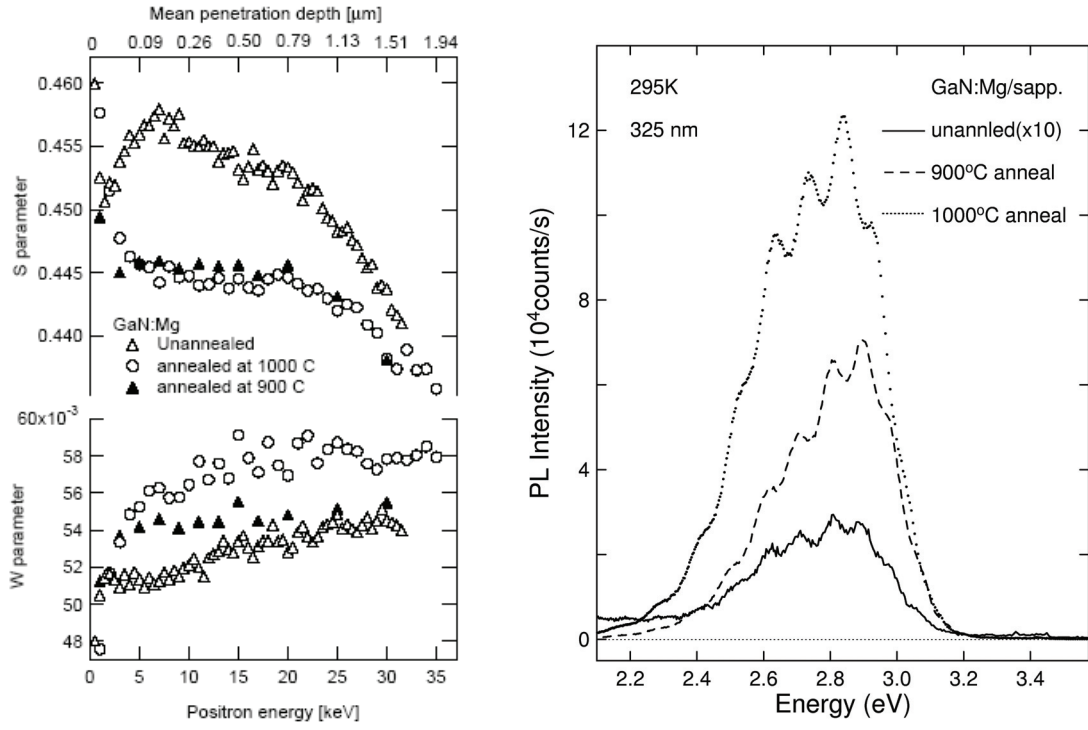 Mean penetration depth [μm]
0 0.09 0.26 0.50 0.79 1.13 1.51 1.94
0.460
0.455
0.450
0.445
0.440
S parameter
GaN:Mg
Unannealed
annealed at 1000 C
annealed at 900 C
60x10⁻³
58
56
54
52
50
48
W parameter
0 5 10 15 20 25 30 35
Positron energy [keV]
295K
325 nm
GaN:Mg/sapp.
unannled(x10)
900°C anneal
1000°C anneal
12
8
4
0
PL Intensity (10⁴counts/s)
2.2 2.4 2.6 2.8 3.0 3.2 3.4
Energy (eV)